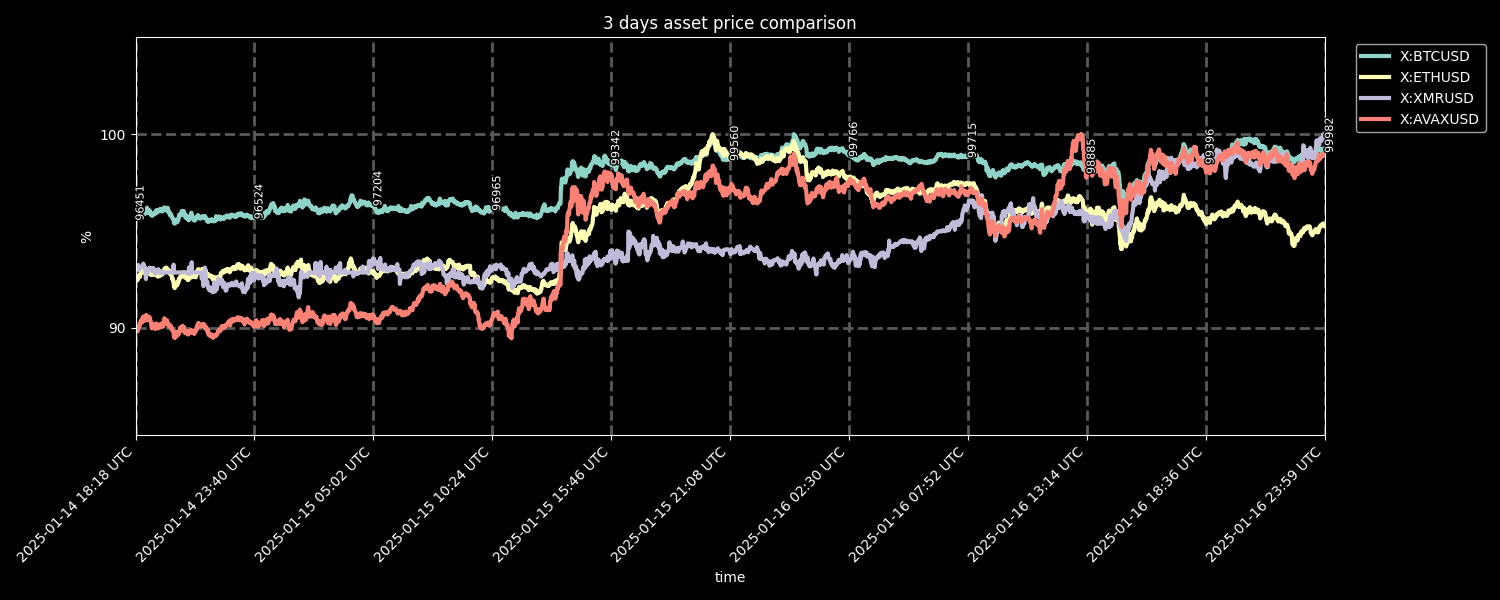 3 days asset price comparison
X:BTCUSD
X:ETHUSD
X:XMRUSD
X:AVAXUSD
100
90
%
96451
96524
97204
96965
99342
99560
99766
99715
98885
99396
99982
2025-01-14 18:18 UTC
2025-01-14 23:40 UTC
2025-01-15 05:02 UTC
2025-01-15 10:24 UTC
2025-01-15 15:46 UTC
2025-01-15 21:08 UTC
2025-01-16 02:30 UTC
2025-01-16 07:52 UTC
2025-01-16 13:14 UTC
2025-01-16 18:36 UTC
2025-01-16 23:59 UTC
time